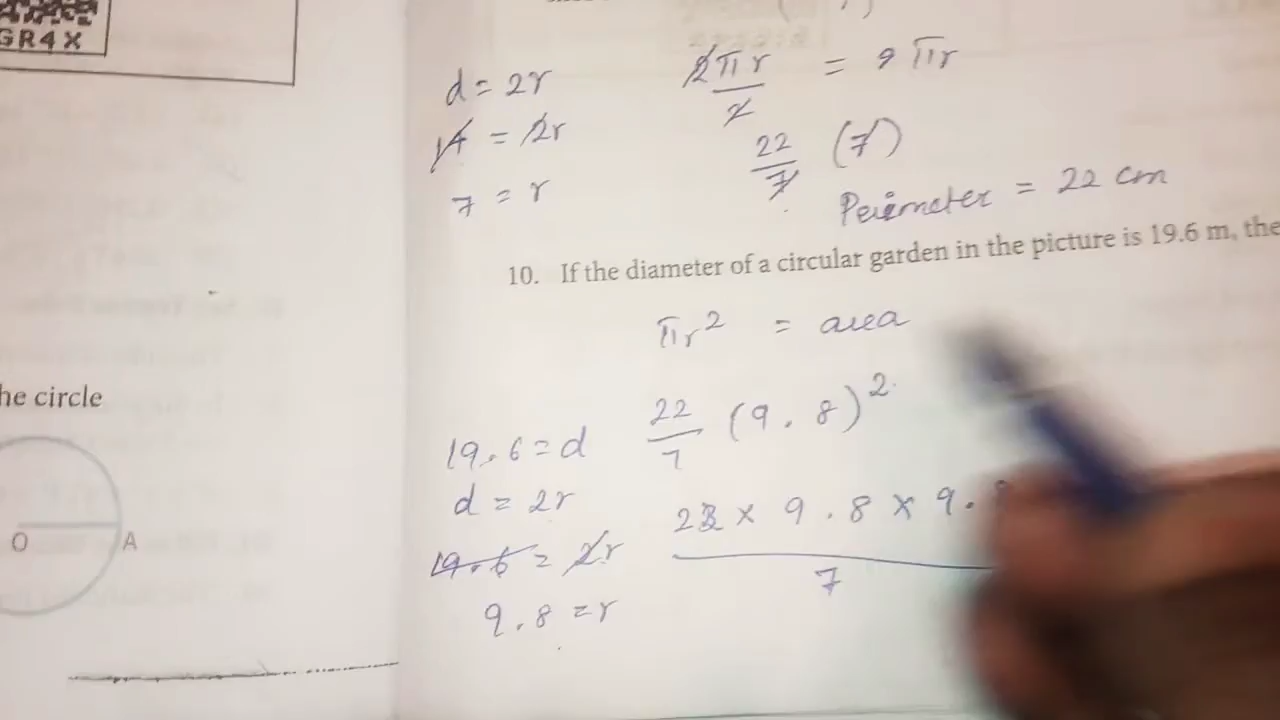 GR4X
d = 2r
2πr/2 = 9 πr
14 = 2r
22/7 (7)
7 = r
Perimeter = 22 cm
10. If the diameter of a circular garden in the picture is 19.6 m, the
πr² = area
he circle
22/7 (9.8)²
19.6 = d
d = 2r
22 x 9.8 x 9.
7
O
A
19.6 = 2r
9.8 = r